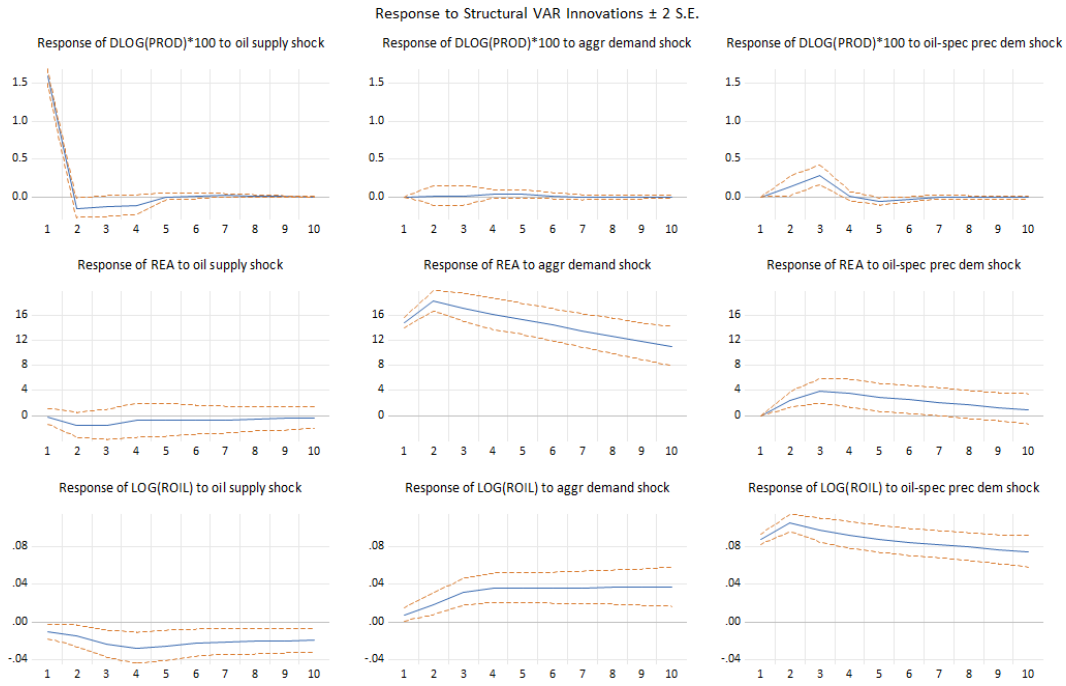 Response to Structural VAR Innovations ± 2 S.E.
Response of DLOG(PROD)*100 to oil supply shock
Response of DLOG(PROD)*100 to aggr demand shock
Response of DLOG(PROD)*100 to oil-spec prec dem shock
1.5 1.5 1.5
1.0 1.0 1.0
0.5 0.5 0.5
0.0 0.0 0.0
1 2 3 4 5 6 7 8 9 10 1 2 3 4 5 6 7 8 9 10 1 2 3 4 5 6 7 8 9 10
Response of REA to oil supply shock
Response of REA to aggr demand shock
Response of REA to oil-spec prec dem shock
16 16 16
12 12 12
8 8 8
4 4 4
0 0 0
1 2 3 4 5 6 7 8 9 10 1 2 3 4 5 6 7 8 9 10 1 2 3 4 5 6 7 8 9 10
Response of LOG(ROIL) to oil supply shock
Response of LOG(ROIL) to aggr demand shock
Response of LOG(ROIL) to oil-spec prec dem shock
.08 .08 .08
.04 .04 .04
.00 .00 .00
-.04 -.04 -.04
1 2 3 4 5 6 7 8 9 10 1 2 3 4 5 6 7 8 9 10 1 2 3 4 5 6 7 8 9 10